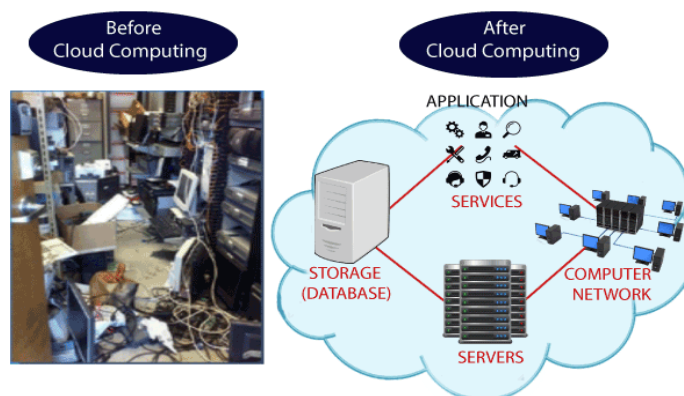 Before
Cloud Computing
After
Cloud Computing
APPLICATION
SERVICES
STORAGE
(DATABASE)
COMPUTER
NETWORK
SERVERS